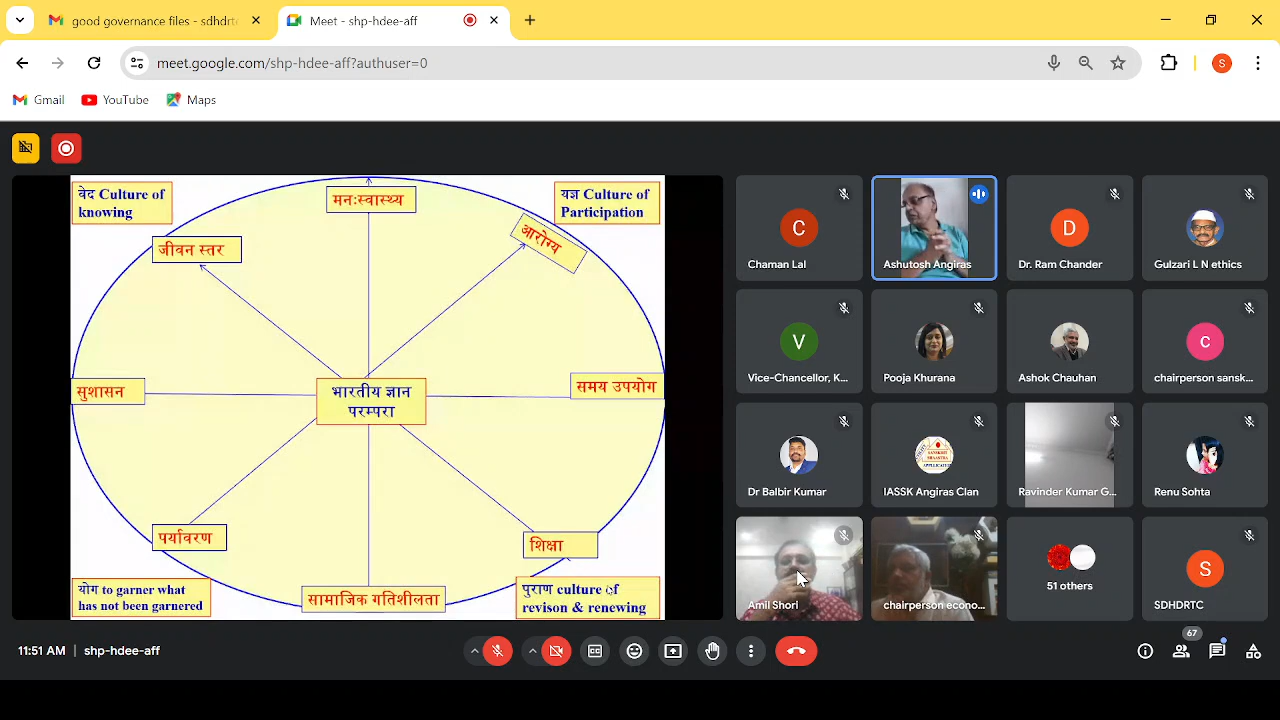 good governance files - sdhdrt
Meet - shp-hdee-aff
meet.google.com/shp-hdee-aff?authuser=0
S
Gmail
YouTube
Maps
वेद Culture of
knowing
मनःस्वास्थ्य
यज्ञ Culture of
Participation
आरोग्य
जीवन स्तर
सुशासन
भारतीय ज्ञान
परम्परा
समय उपयोग
पर्यावरण
शिक्षा
योग to garner what
has not been garnered
सामाजिक गतिशीलता
पुराण culture of
revison & renewing
C
Chaman Lal
Ashutosh Angiras
D
Dr. Ram Chander
Gulzari L N ethics
V
Vice-Chancellor, K...
Pooja Khurana
Ashok Chauhan
c
chairperson sansk...
Dr Balbir Kumar
IASSK Angiras Clan
Ravinder Kumar G...
Renu Sohta
Amil Shori
chairperson econo...
51 others
S
SDHDRTC
11:51 AM | shp-hdee-aff
67